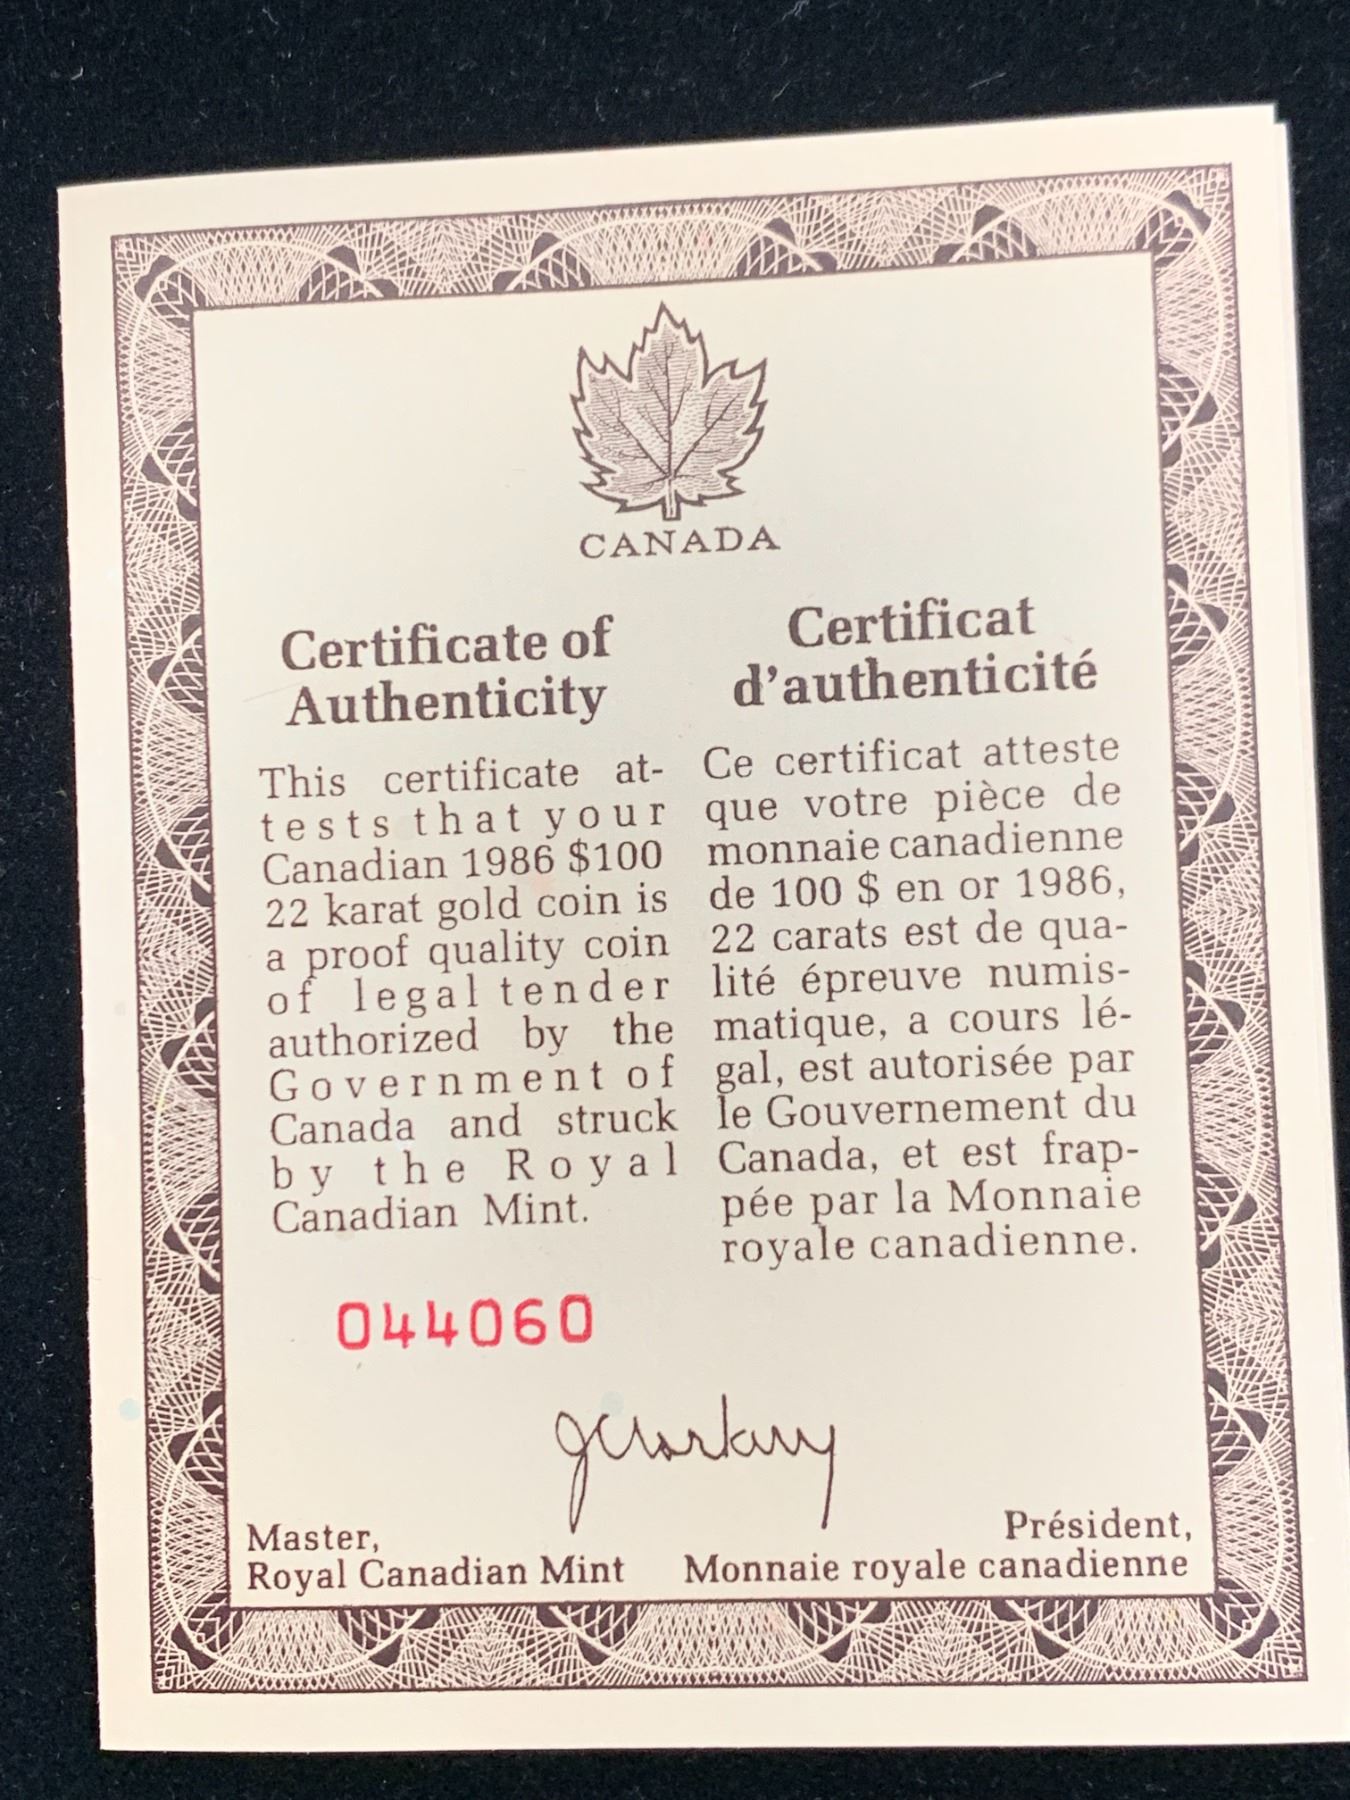 CANADA
Certificate of
Authenticity
This certificate at-
tests that your
Canadian 1986 $100
22 karat gold coin is
a proof quality coin
of legal tender
authorized by the
Government of
Canada and struck
by the Royal
Canadian Mint.
Certificat
d'authenticité
Ce certificat atteste
que votre pièce de
monnaie canadienne
de 100 $ en or 1986,
22 carats est de qua-
lité épreuve numis-
matique, a cours lé-
gal, est autorisée par
le Gouvernement du
Canada, et est frap-
pée par la Monnaie
royale canadienne.
044060
Master,
Royal Canadian Mint
Président,
Monnaie royale canadienne